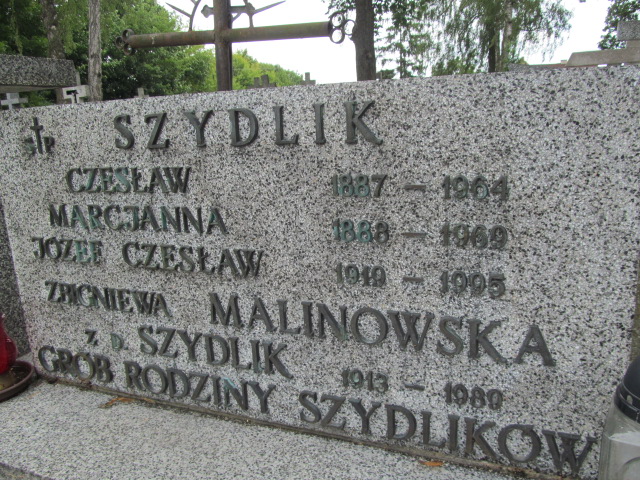 Ś†P SZYDLIK
CZESŁAW 1887 – 1964
MARCJANNA 1888 – 1969
JÓZEF CZESŁAW 1919 – 1995
ZBIGNIEWA MALINOWSKA
Z D. SZYDLIK 1913 – 1989
GRÓB RODZINY SZYDLIKÓW